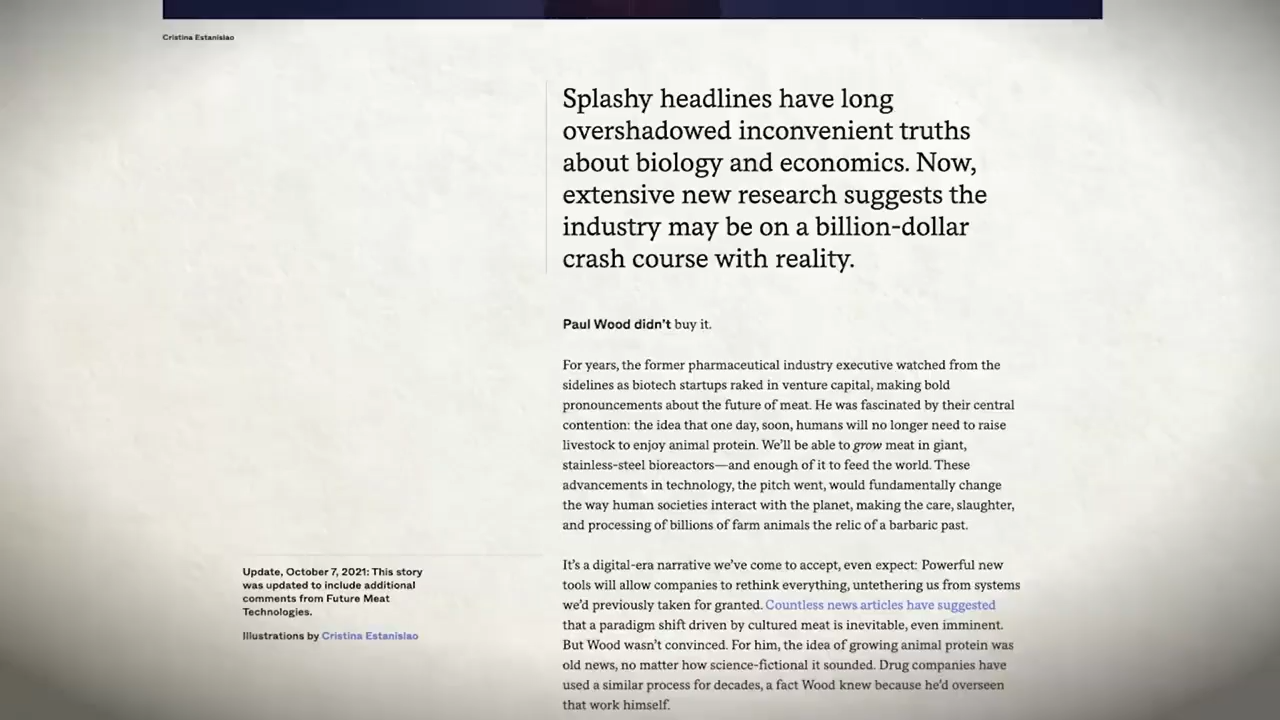 Cristina Estanislao
Splashy headlines have long
overshadowed inconvenient truths
about biology and economics. Now,
extensive new research suggests the
industry may be on a billion-dollar
crash course with reality.
Paul Wood didn’t buy it.
For years, the former pharmaceutical industry executive watched from the
sidelines as biotech startups raked in venture capital, making bold
pronouncements about the future of meat. He was fascinated by their central
contention: the idea that one day, soon, humans will no longer need to raise
livestock to enjoy animal protein. We’ll be able to grow meat in giant,
stainless-steel bioreactors—and enough of it to feed the world. These
advancements in technology, the pitch went, would fundamentally change
the way human societies interact with the planet, making the care, slaughter,
and processing of billions of farm animals the relic of a barbaric past.
Update, October 7, 2021: This story
was updated to include additional
comments from Future Meat
Technologies.
Illustrations by Cristina Estanislao
It’s a digital-era narrative we’ve come to accept, even expect: Powerful new
tools will allow companies to rethink everything, untethering us from systems
we’d previously taken for granted. Countless news articles have suggested
that a paradigm shift driven by cultured meat is inevitable, even imminent.
But Wood wasn’t convinced. For him, the idea of growing animal protein was
old news, no matter how science-fictional it sounded. Drug companies have
used a similar process for decades, a fact Wood knew because he’d overseen
that work himself.